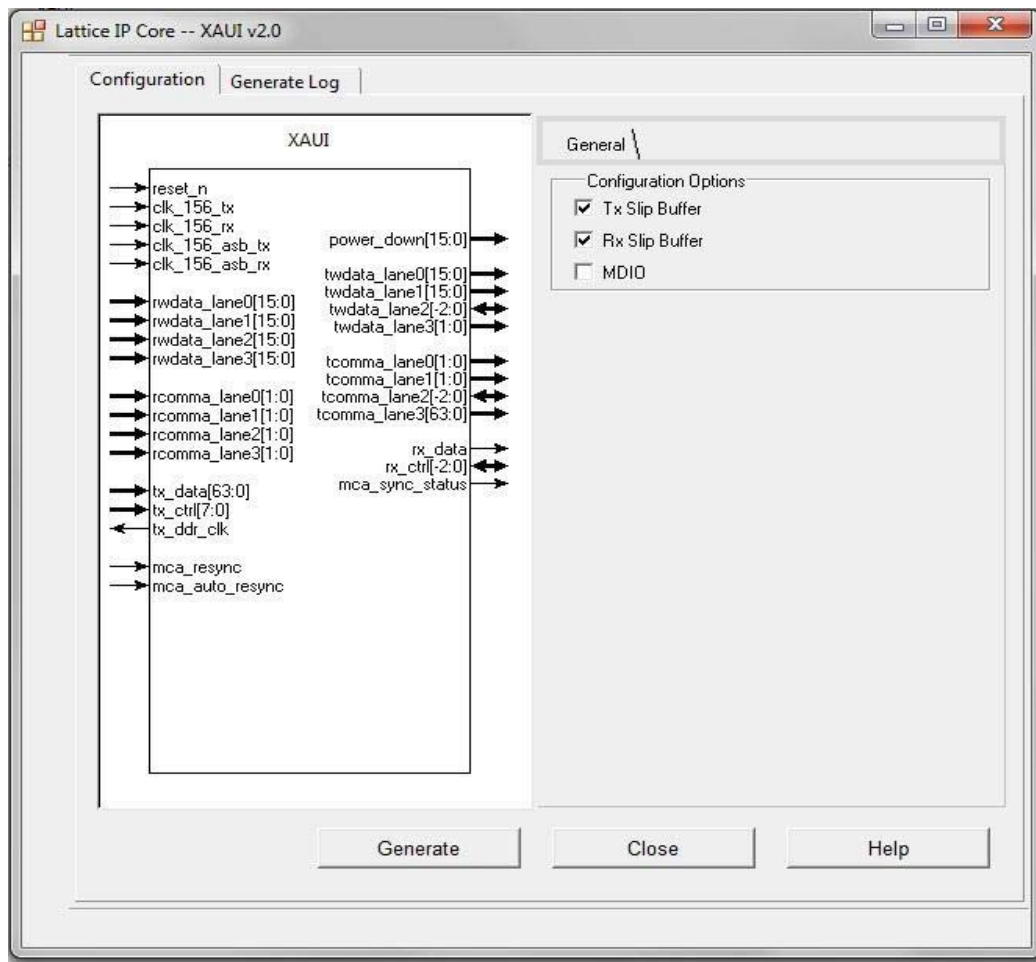 Lattice IP Core -- XAUI v2.0
Configuration
Generate Log
XAUI
reset_n
clk_156_tx
clk_156_rx
clk_156_asb_tx
clk_156_asb_rx
rwdata_lane0[15:0]
rwdata_lane1[15:0]
rwdata_lane2[15:0]
rwdata_lane3[15:0]
rcomma_lane0[1:0]
rcomma_lane1[1:0]
rcomma_lane2[1:0]
rcomma_lane3[1:0]
tx_data[63:0]
tx_ctrl[7:0]
tx_ddr_clk
mca_resync
mca_auto_resync
power_down[15:0]
twdata_lane0[15:0]
twdata_lane1[15:0]
twdata_lane2[-2:0]
twdata_lane3[1:0]
tcomma_lane0[1:0]
tcomma_lane1[1:0]
tcomma_lane2[-2:0]
tcomma_lane3[63:0]
rx_data
rx_ctrl[-2:0]
mca_sync_status
General
Configuration Options
Tx Slip Buffer
Rx Slip Buffer
MDIO
Generate
Close
Help